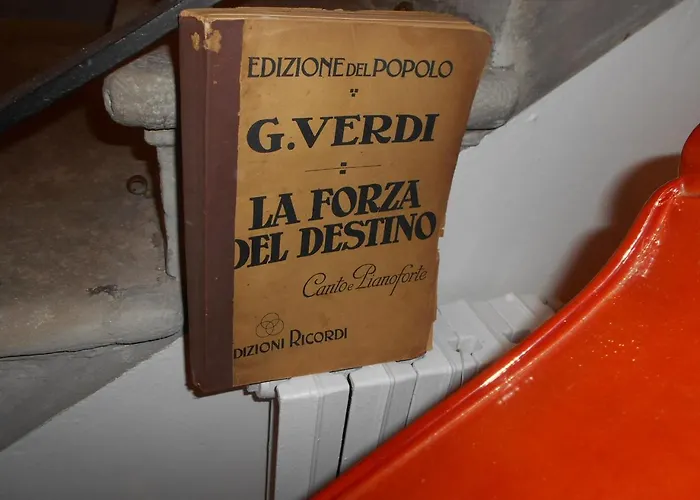 EDIZIONE DEL POPOLO
G. VERDI
LA FORZA
DEL DESTINO
Canto e Pianoforte
DIZIONI RICORDI